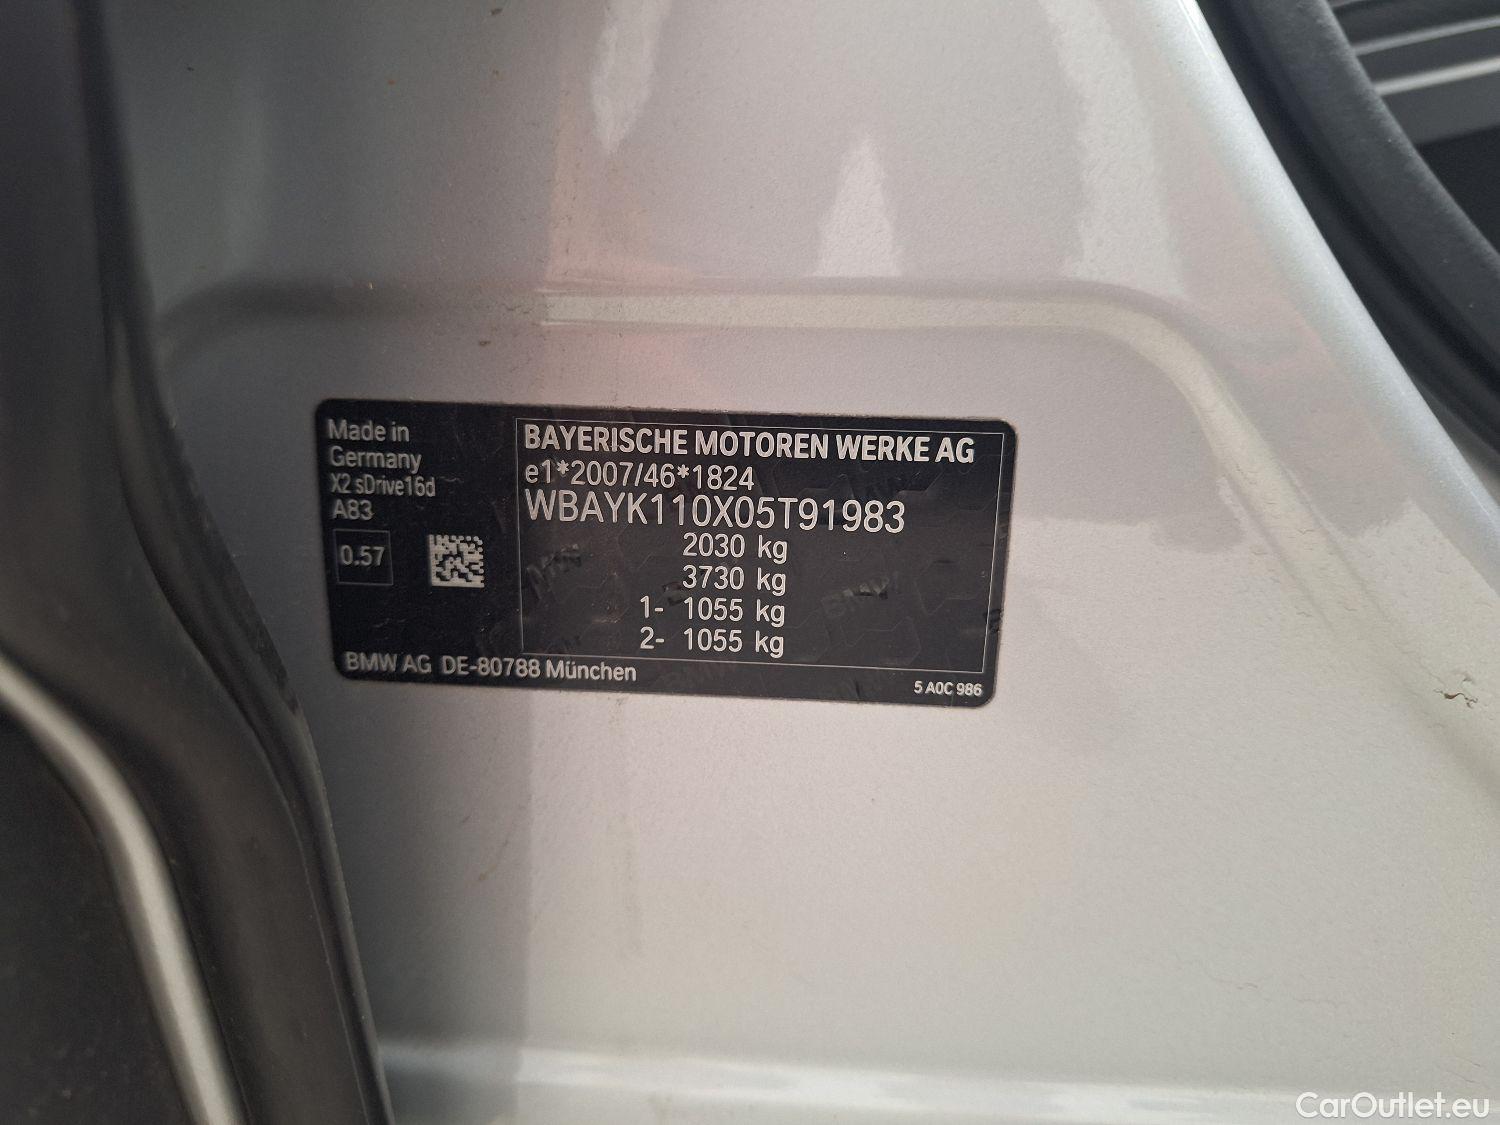 Made in
Germany
X2 sDrive16d
A83
0.57
BAYERISCHE MOTOREN WERKE AG
e1*2007/46*1824
WBAYK110X05T91983
2030 kg
3730 kg
1- 1055 kg
2- 1055 kg
BMW AG DE-80788 München
5 A0C 986
CarOutlet.eu